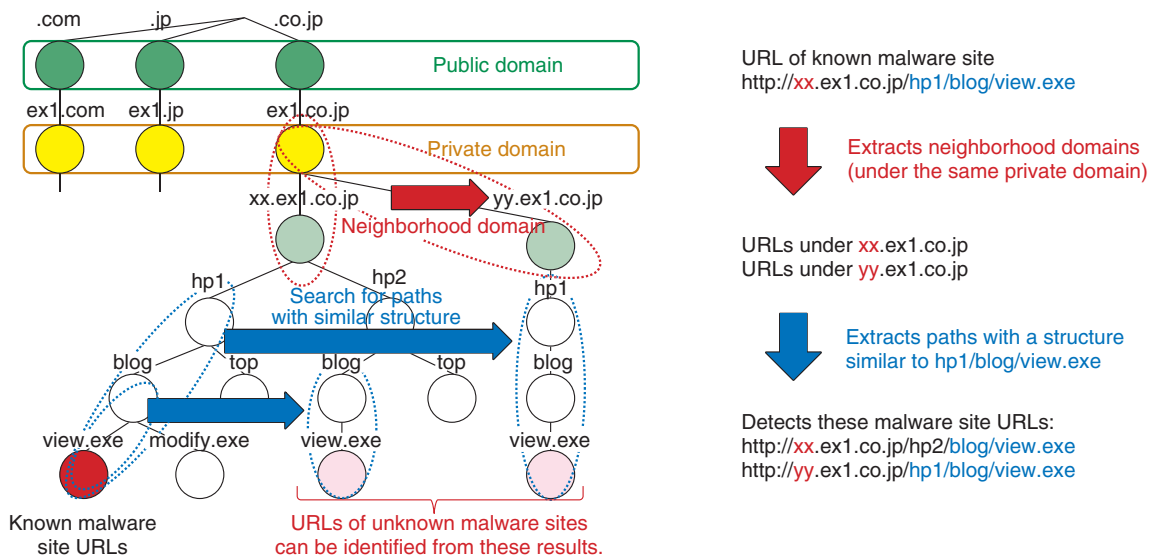 .com
.jp
.co.jp
Public domain
ex1.com
ex1.jp
ex1.co.jp
Private domain
xx.ex1.co.jp
yy.ex1.co.jp
Neighborhood domain
hp1
hp2
hp1
Search for paths
with similar structure
blog
top
blog
top
blog
view.exe
modify.exe
view.exe
view.exe
Known malware
site URLs
URLs of unknown malware sites
can be identified from these results.
URL of known malware site
http://xx.ex1.co.jp/hp1/blog/view.exe
Extracts neighborhood domains
(under the same private domain)
URLs under xx.ex1.co.jp
URLs under yy.ex1.co.jp
Extracts paths with a structure
similar to hp1/blog/view.exe
Detects these malware site URLs:
http://xx.ex1.co.jp/hp2/blog/view.exe
http://yy.ex1.co.jp/hp1/blog/view.exe